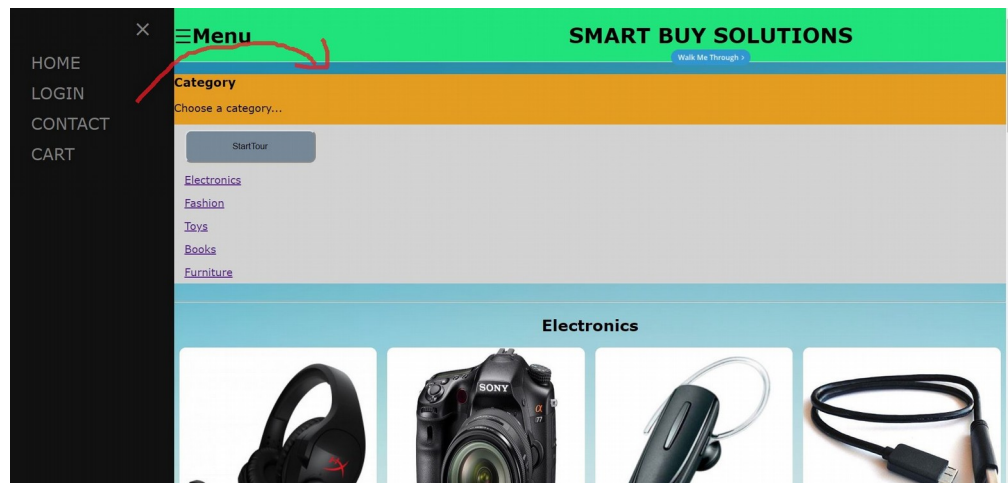 ×
HOME
LOGIN
CONTACT
CART
☰Menu
SMART BUY SOLUTIONS
Walk Me Through >
Category
Choose a category...
StartTour
Electronics
Fashion
Toys
Books
Furniture
Electronics
SONY
α
77